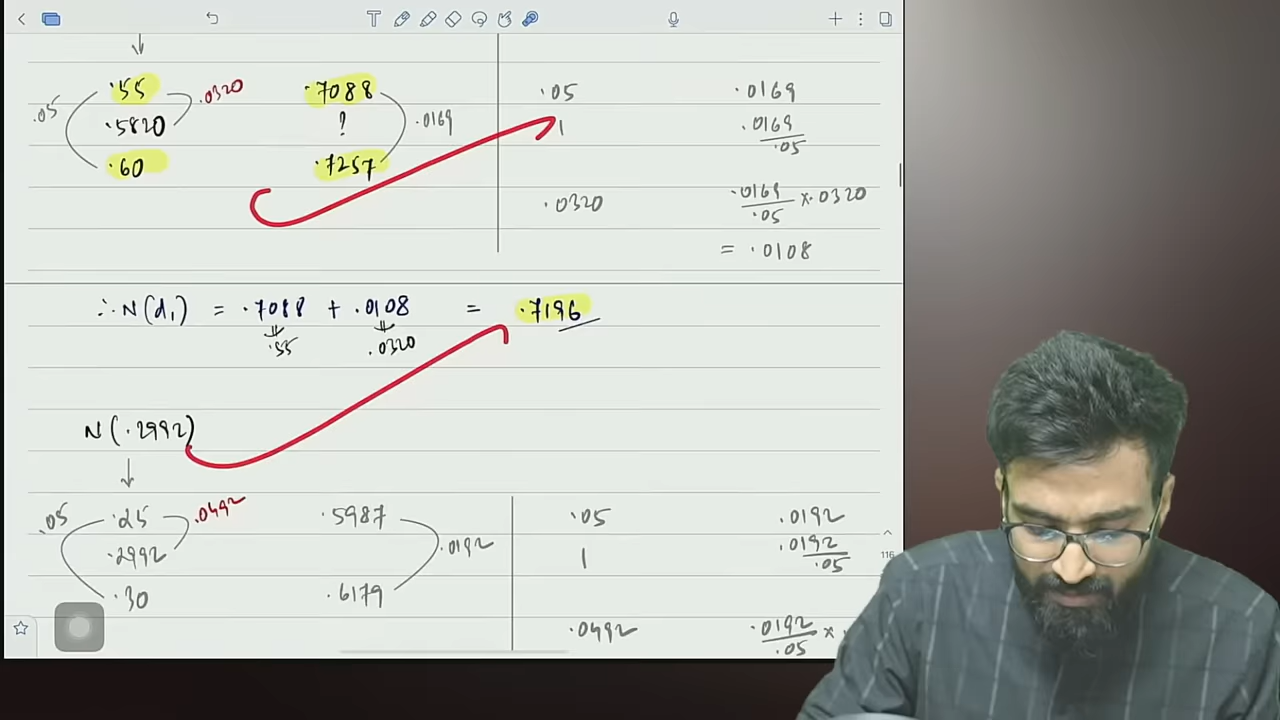 .55 .0320 .7088 .05 .0169
.05 .5820 ? .0169 1 .0169/.05
.60 .7257
.0320 .0169/.05 × .0320
= .0108
∴ N(d₁) = .7088 + .0108 = .7196
.55 .0320
N(.2992)
.05 .25 .0492 .5987 .05 .0192
.2992 .0192 1 .0192/.05
.30 .6179
.0492 .0192/.05 ×
116